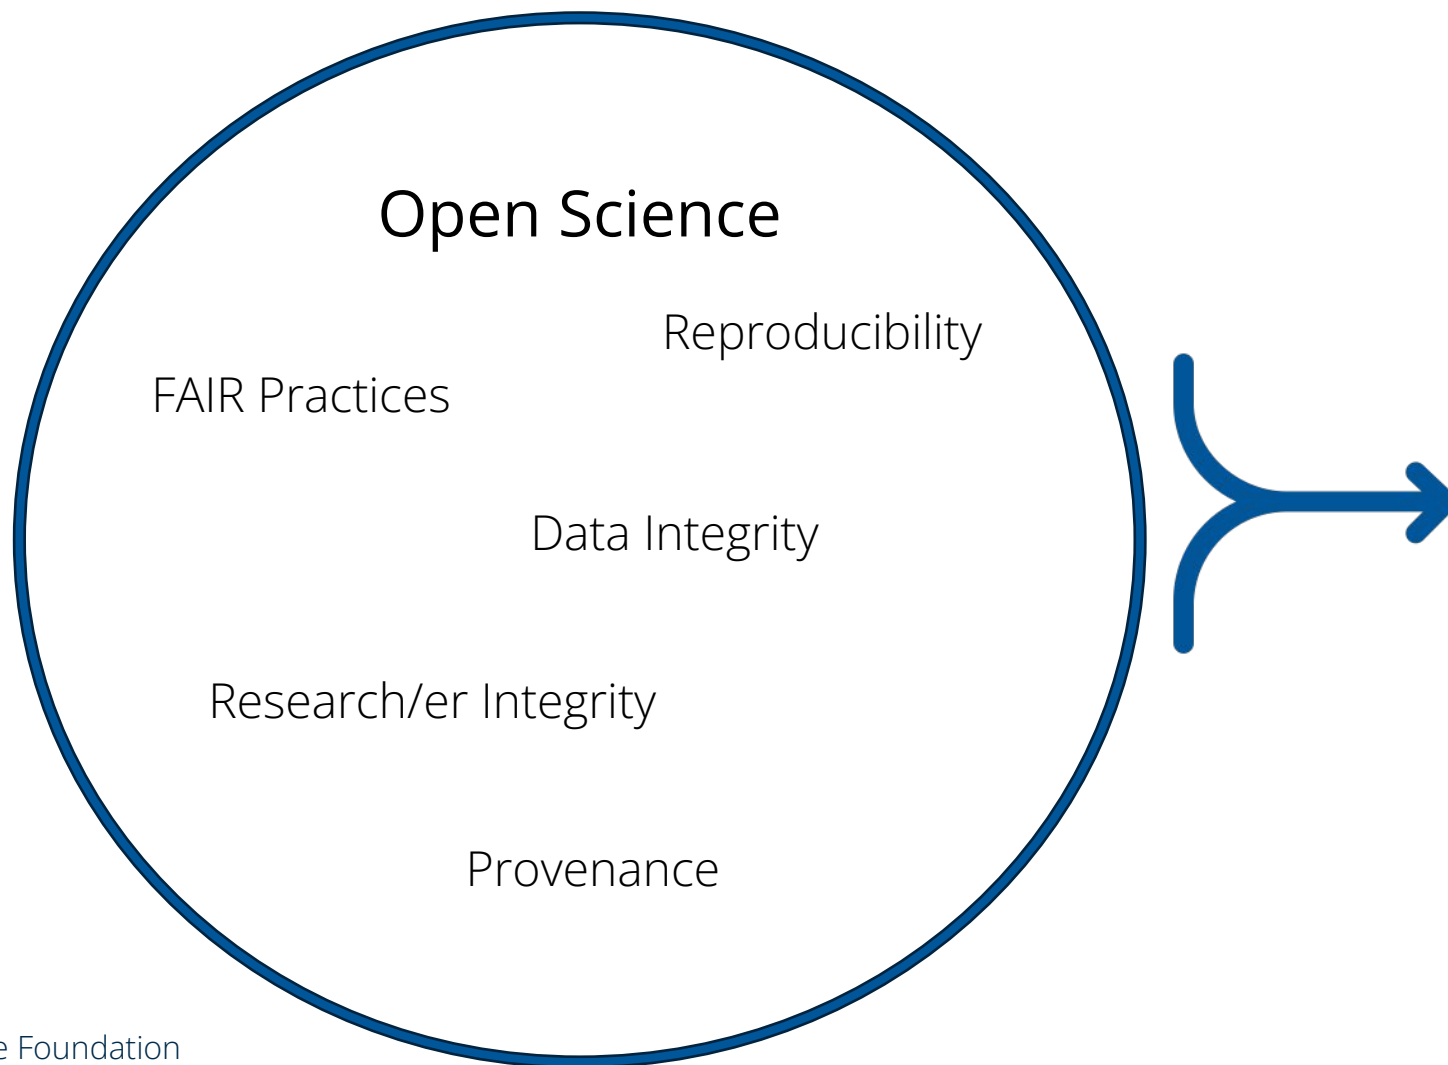 Open Science
Reproducibility
FAIR Practices
Data Integrity
Research/er Integrity
Provenance
e Foundation